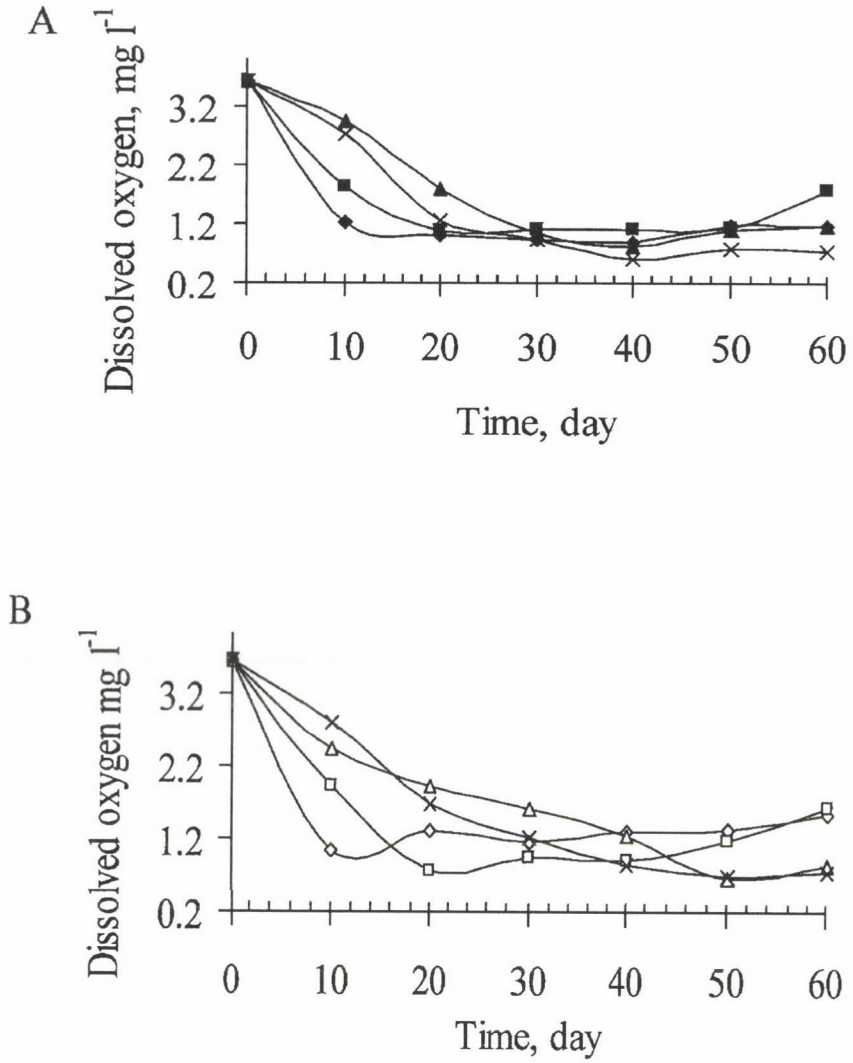 A
Dissolved oxygen, mg l-1
3.2
2.2
1.2
0.2
0 10 20 30 40 50 60
Time, day
B
Dissolved oxygen mg l-1
3.2
2.2
1.2
0.2
0 10 20 30 40 50 60
Time, day